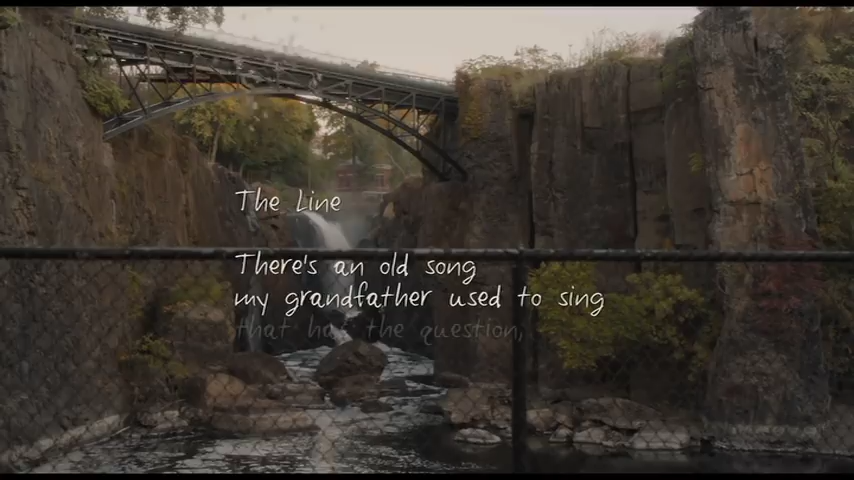 The Line
There's an old song
my grandfather used to sing
that has the question,